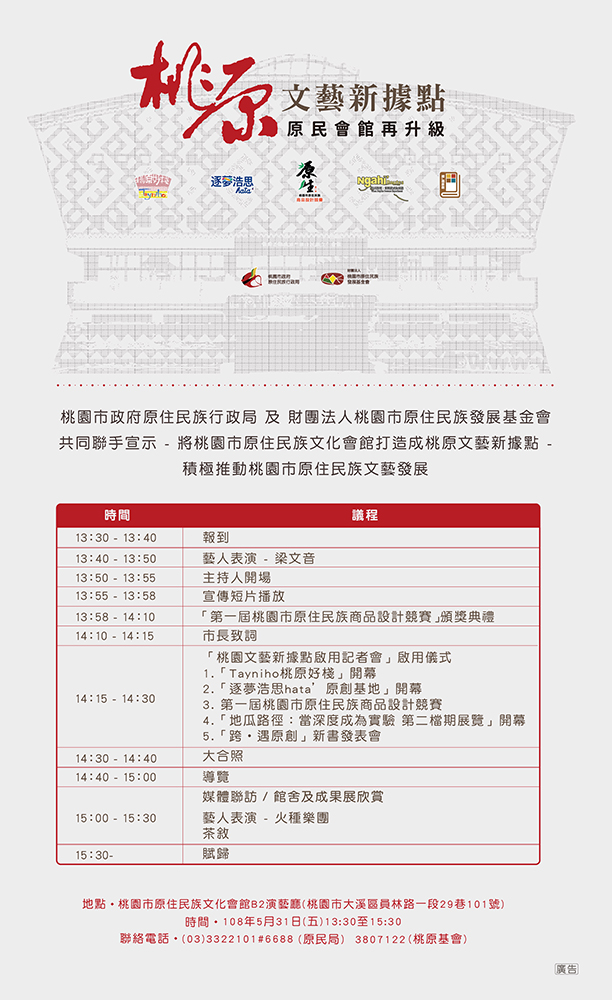 桃源
文藝新據點
原民會館再升級
Tayniho
逐夢浩思
hata'
原生
Ngahi
桃園市政府
原住民族行政局
財團法人
桃園市原住民族
發展基金會
桃園市政府原住民族行政局 及 財團法人桃園市原住民族發展基金會
共同聯手宣示 - 將桃園市原住民族文化會館打造成桃原文藝新據點 -
積極推動桃園市原住民族文藝發展
時間 議程
13:30 - 13:40 報到
13:40 - 13:50 藝人表演 - 梁文音
13:50 - 13:55 主持人開場
13:55 - 13:58 宣傳短片播放
13:58 - 14:10 「第一屆桃園市原住民族商品設計競賽」頒獎典禮
14:10 - 14:15 市長致詞
14:15 - 14:30
「桃園文藝新據點啟用記者會」啟用儀式
1.「Tayniho桃原好棧」開幕
2.「逐夢浩思hata’原創基地」開幕
3. 第一屆桃園市原住民族商品設計競賽
4.「地瓜路徑：當深度成為實驗 第二檔期展覽」開幕
5.「跨・遇原創」新書發表會
14:30 - 14:40 大合照
14:40 - 15:00 導覽
15:00 - 15:30
媒體聯訪 / 館舍及成果展欣賞
藝人表演 - 火種樂團
茶敘
15:30- 賦歸
地點・桃園市原住民族文化會館B2演藝廳(桃園市大溪區員林路一段29巷101號)
時間・108年5月31日(五)13:30至15:30
聯絡電話・(03)3322101#6688 (原民局) 3807122(桃原基會)
廣告